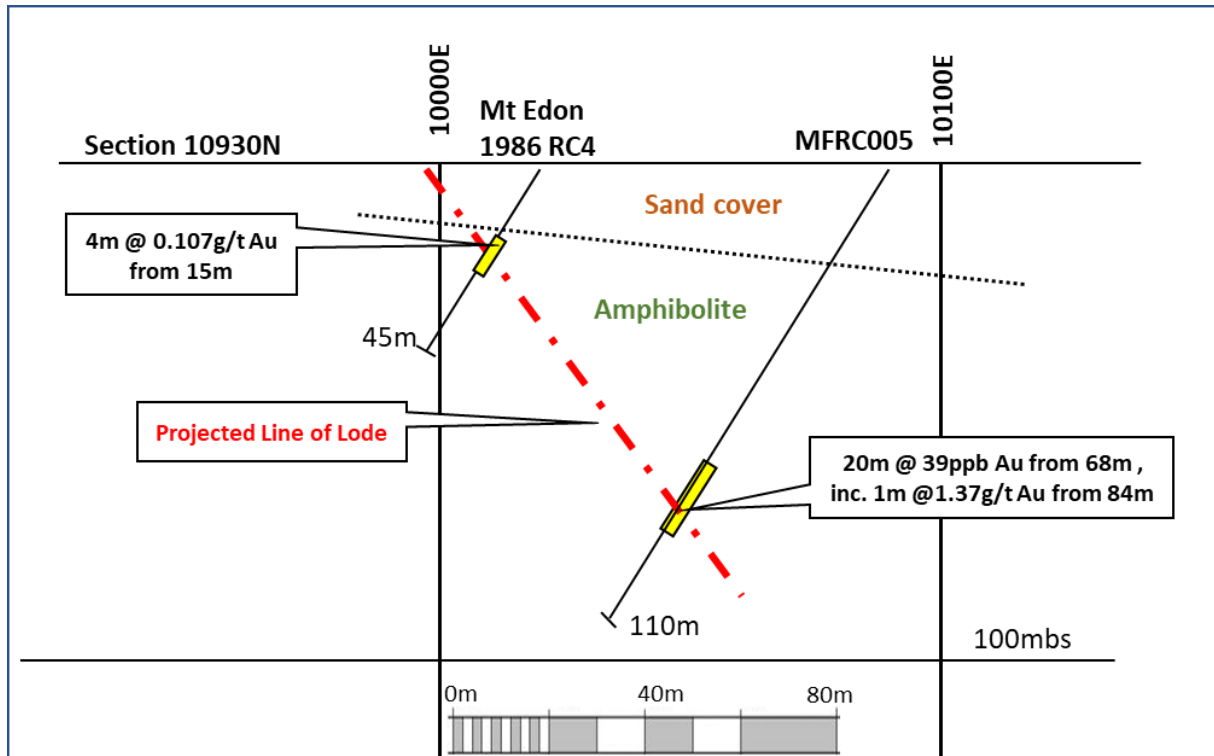 10000E
10100E
Mt Edon
1986 RC4
MFRC005
Section 10930N
Sand cover
4m @ 0.107g/t Au
from 15m
Amphibolite
45m
Projected Line of Lode
20m @ 39ppb Au from 68m ,
inc. 1m @1.37g/t Au from 84m
110m
100mbs
0m
40m
80m